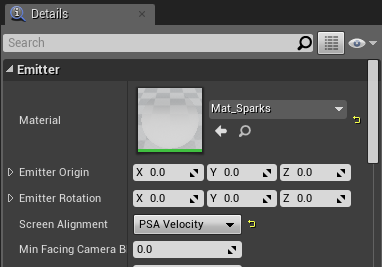 Details
Search
Emitter
Material
Mat_Sparks
Emitter Origin X 0.0 Y 0.0 Z 0.0
Emitter Rotation X 0.0 Y 0.0 Z 0.0
Screen Alignment PSA Velocity
Min Facing Camera B 0.0